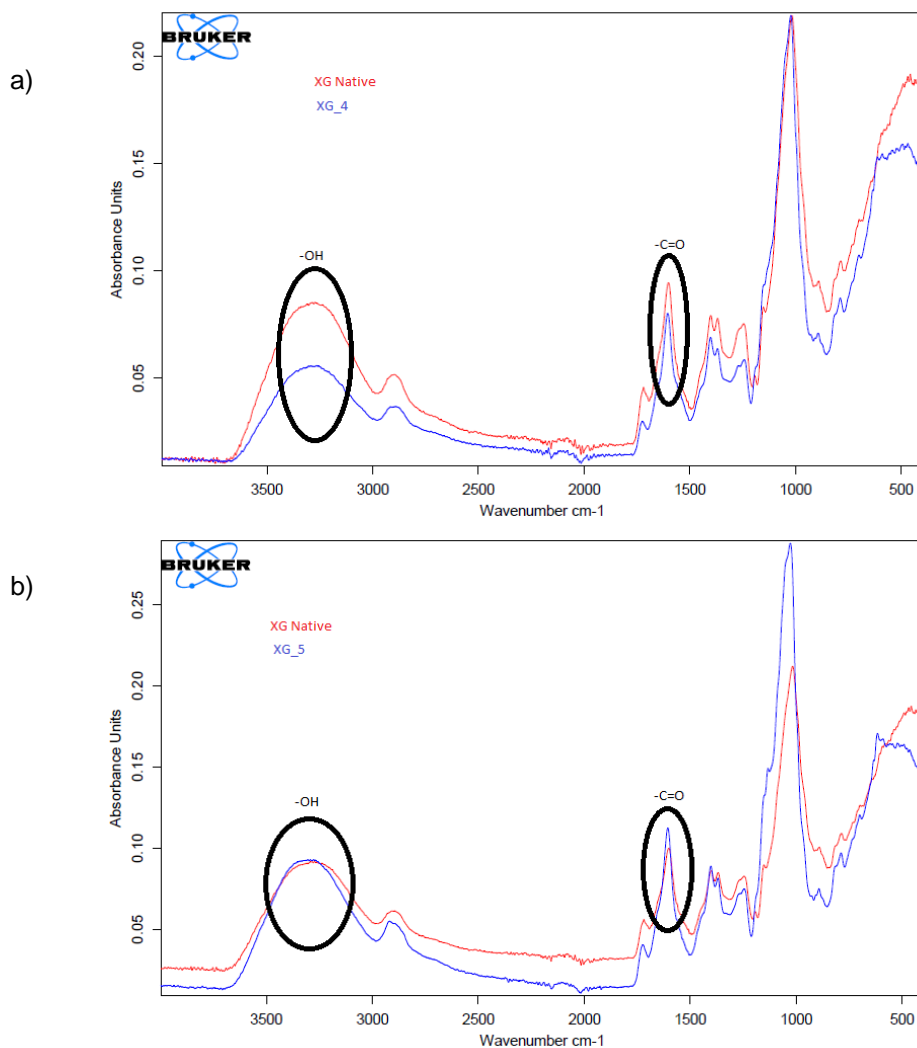 a)
BRUKER
XG Native
XG_4
-OH
-C=O
Absorbance Units
0.20
0.15
0.10
0.05
3500 3000 2500 2000 1500 1000 500
Wavenumber cm-1
b)
BRUKER
XG Native
XG_5
-OH
-C=O
Absorbance Units
0.25
0.20
0.15
0.10
0.05
3500 3000 2500 2000 1500 1000 500
Wavenumber cm-1